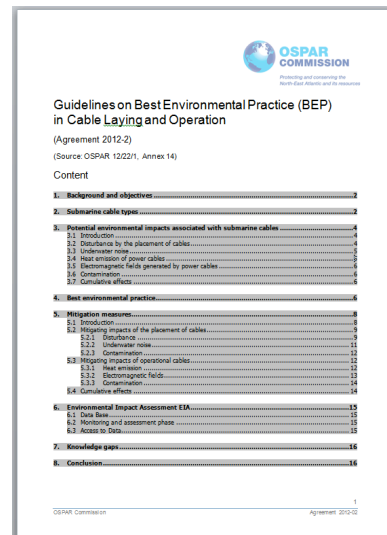 OSPAR
COMMISSION
Protecting and conserving the
North-East Atlantic and its resources
Guidelines on Best Environmental Practice (BEP)
in Cable Laying and Operation
(Agreement 2012-2)
(Source: OSPAR 12/22/1, Annex 14)
Content
1. Background and objectives 2
2. Submarine cable types 2
3. Potential environmental impacts associated with submarine cables 4
3.1 Introduction 4
3.2 Disturbance by the placement of cables 4
3.3 Underwater noise 5
3.4 Heat emission of power cables 5
3.5 Electromagnetic fields generated by power cables 6
3.6 Contamination 6
3.7 Cumulative effects 6
4. Best environmental practice 6
5. Mitigation measures 8
5.1 Introduction 8
5.2 Mitigating impacts of the placement of cables 9
5.2.1 Disturbance 9
5.2.2 Underwater noise 11
5.2.3 Contamination 12
5.3 Mitigating impacts of operational cables 12
5.3.1 Heat emission 12
5.3.2 Electromagnetic fields 13
5.3.3 Contamination 14
5.4 Cumulative effects 14
6. Environmental Impact Assessment EIA 15
6.1 Data Base 15
6.2 Monitoring and assessment phase 15
6.3 Access to Data 15
7. Knowledge gaps 16
8. Conclusion 16
1
OSPAR Commission Agreement 2012-02